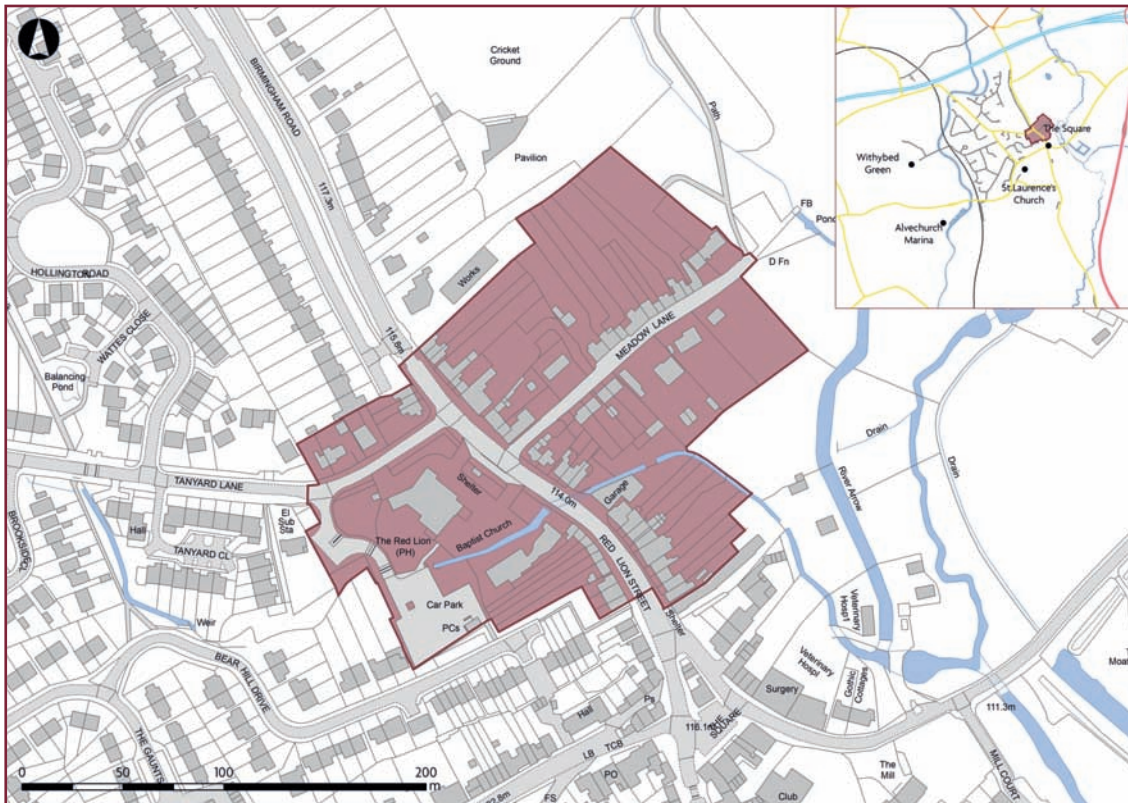 Cricket
Ground
BIRMINGHAM ROAD
117.3m
Pavilion
Path
FB
Pond
D Fn
Works
HOLLINGTON ROAD
WATTES CLOSE
Balancing
Pond
115.8m
MEADOW LANE
TANYARD LANE
BROOKSIDE
Hall
TANYARD CL
El
Sub
Sta
Shelter
The Red Lion
(PH)
Baptist Church
114.0m
Garage
RED LION STREET
Car Park
PCs
Shelter
Weir
BEAR HILL DRIVE
THE GAUNTS
River Arrow
Drain
Drain
Veterinary
Hospl
Veterinary
Hospl
Gothic
Cottages
Surgery
Hall
Ps
THE SQUARE
116.1m
LB
TCB
PO
FS
Club
The
Mill
MILL COURT
111.3m
0
50
100
200
m
The Square
Withybed
Green
St.Laurence's
Church
Alvechurch
Marina